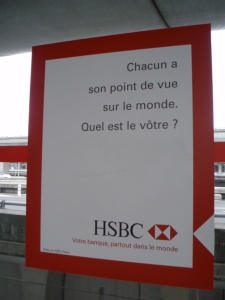 Chacun a
son point de vue
sur le monde.
Quel est le vôtre ?
HSBC
Votre banque, partout dans le monde